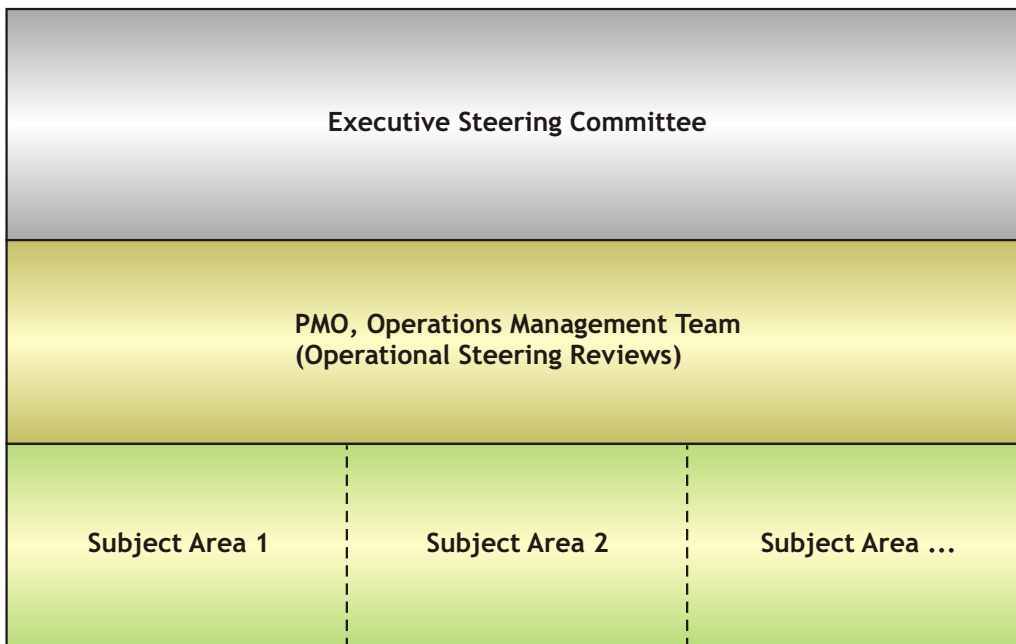 Executive Steering Committee
PMO, Operations Management Team
(Operational Steering Reviews)
Subject Area 1
Subject Area 2
Subject Area ...